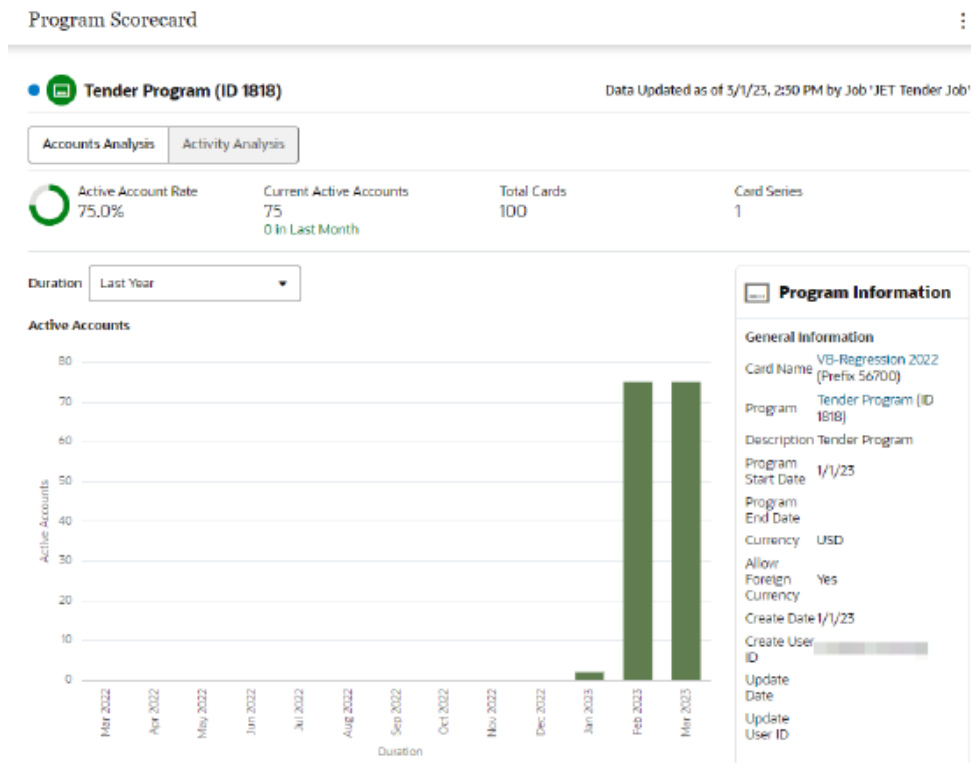 Program Scorecard
Tender Program (ID 1818)
Data Updated as of 3/1/23, 2:30 PM by Job 'JET Tender Job'
Accounts Analysis
Activity Analysis
Active Account Rate
75.0%
Current Active Accounts
75
0 in Last Month
Total Cards
100
Card Series
1
Duration
Last Year
Active Accounts
80
70
60
50
40
30
20
10
0
Active Accounts
Mar 2022
Apr 2022
May 2022
Jun 2022
Jul 2022
Aug 2022
Sep 2022
Oct 2022
Nov 2022
Dec 2022
Jan 2023
Feb 2023
Mar 2023
Duration
Program Information
General Information
Card Name VB-Regression 2022
(Prefix 56700)
Program Tender Program (ID
1818)
Description Tender Program
Program
Start Date 1/1/23
Program
End Date
Currency USD
Allow
Foreign Yes
Currency
Create Date 1/1/23
Create User
ID
Update
Date
Update
User ID